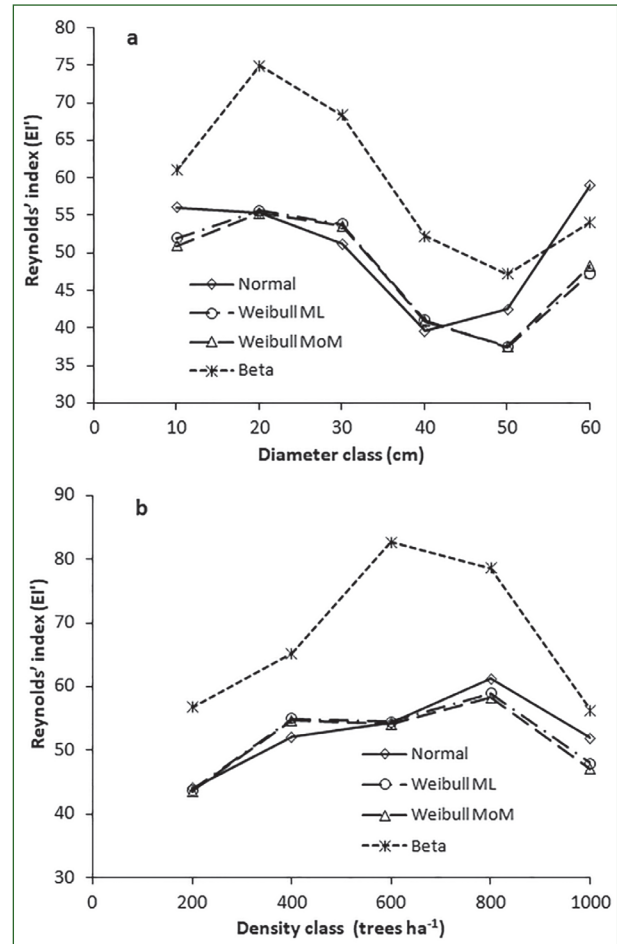 a
Reynolds' index (EI')
80
75
70
65
60
55
50
45
40
35
30
Normal
Weibull ML
Weibull MoM
Beta
0 10 20 30 40 50 60
Diameter class (cm)
b
Reynolds' index (EI')
90
80
70
60
50
40
30
Normal
Weibull ML
Weibull MoM
Beta
0 200 400 600 800 1000
Density class (trees ha⁻¹)